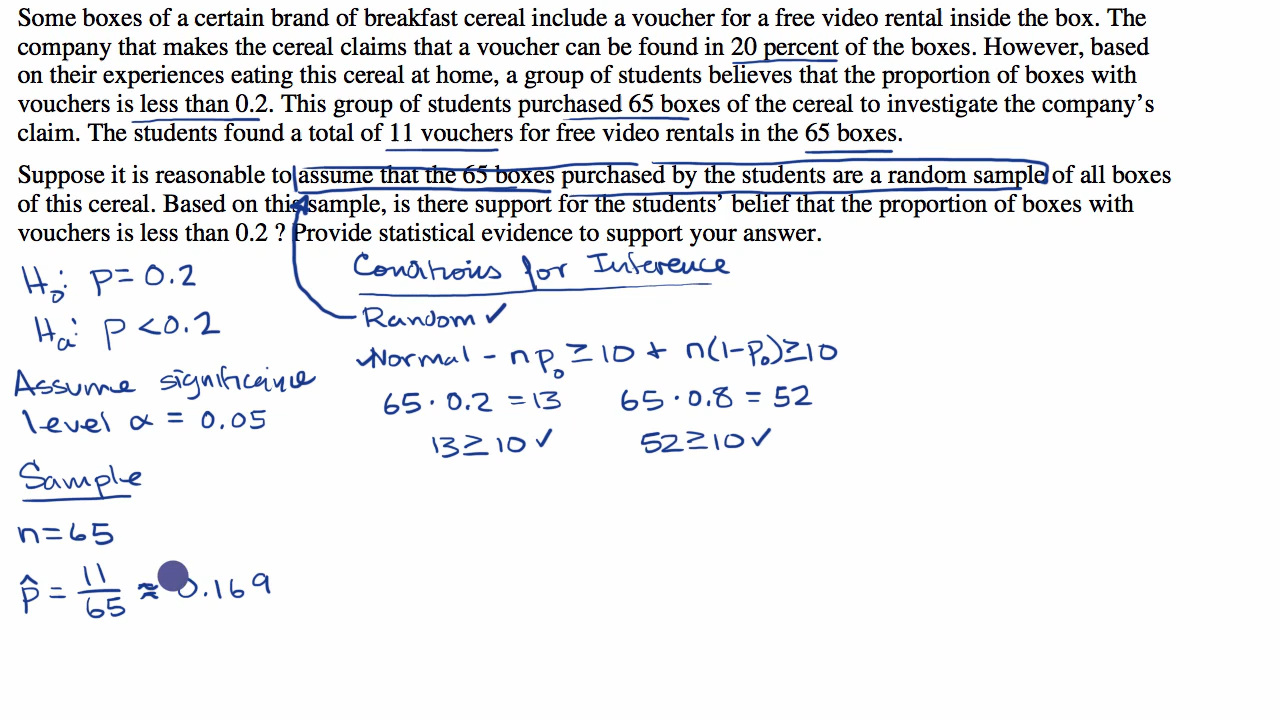 Some boxes of a certain brand of breakfast cereal include a voucher for a free video rental inside the box. The
company that makes the cereal claims that a voucher can be found in 20 percent of the boxes. However, based
on their experiences eating this cereal at home, a group of students believes that the proportion of boxes with
vouchers is less than 0.2. This group of students purchased 65 boxes of the cereal to investigate the company's
claim. The students found a total of 11 vouchers for free video rentals in the 65 boxes.
Suppose it is reasonable to assume that the 65 boxes purchased by the students are a random sample of all boxes
of this cereal. Based on this sample, is there support for the students' belief that the proportion of boxes with
vouchers is less than 0.2 ? Provide statistical evidence to support your answer.
H₀: p = 0.2
Hₐ: p < 0.2
Assume significance
level α = 0.05
Sample
n = 65
p̂ = 11/65 ≈ 0.169
Conditions for Inference
Random ✓
Normal - np₀ ≥ 10 + n(1-p₀) ≥ 10
65 · 0.2 = 13 65 · 0.8 = 52
13 ≥ 10 ✓ 52 ≥ 10 ✓